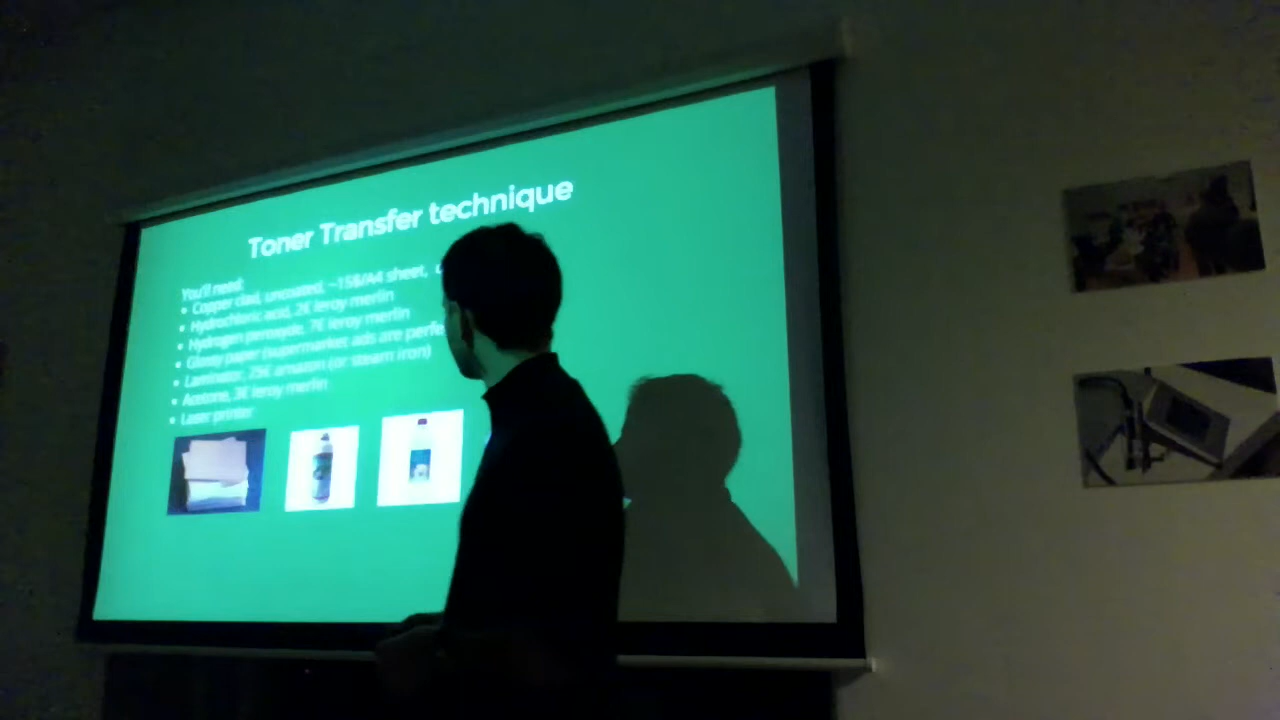 Toner Transfer technique
You'll need:
• Copper clad, uncoated, ~15$/A4 sheet,
• Hydrochloric acid, 2€ leroy merlin
• Hydrogen peroxide, 7€ leroy merlin
• Glossy paper (supermarket ads are perfe
• Laminator, 25€ amazon (or steam iron)
• Acetone, 3€ leroy merlin
• Laser printer